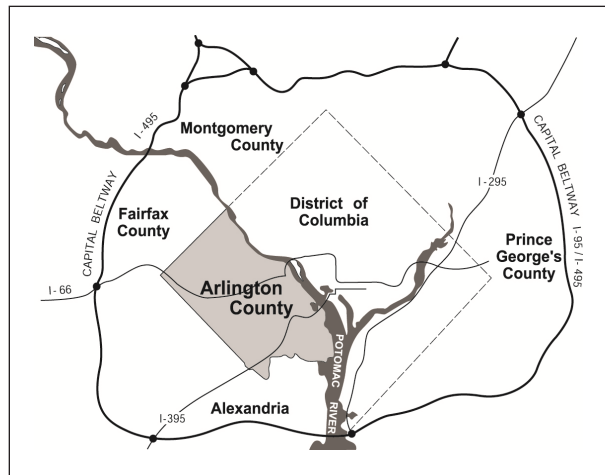 I-495
Montgomery
County
CAPITAL BELTWAY
Fairfax
County
District of
Columbia
I-295
CAPITAL BELTWAY I-95 / I-495
Prince
George's
County
I-66
Arlington
County
POTOMAC
RIVER
I-395
Alexandria